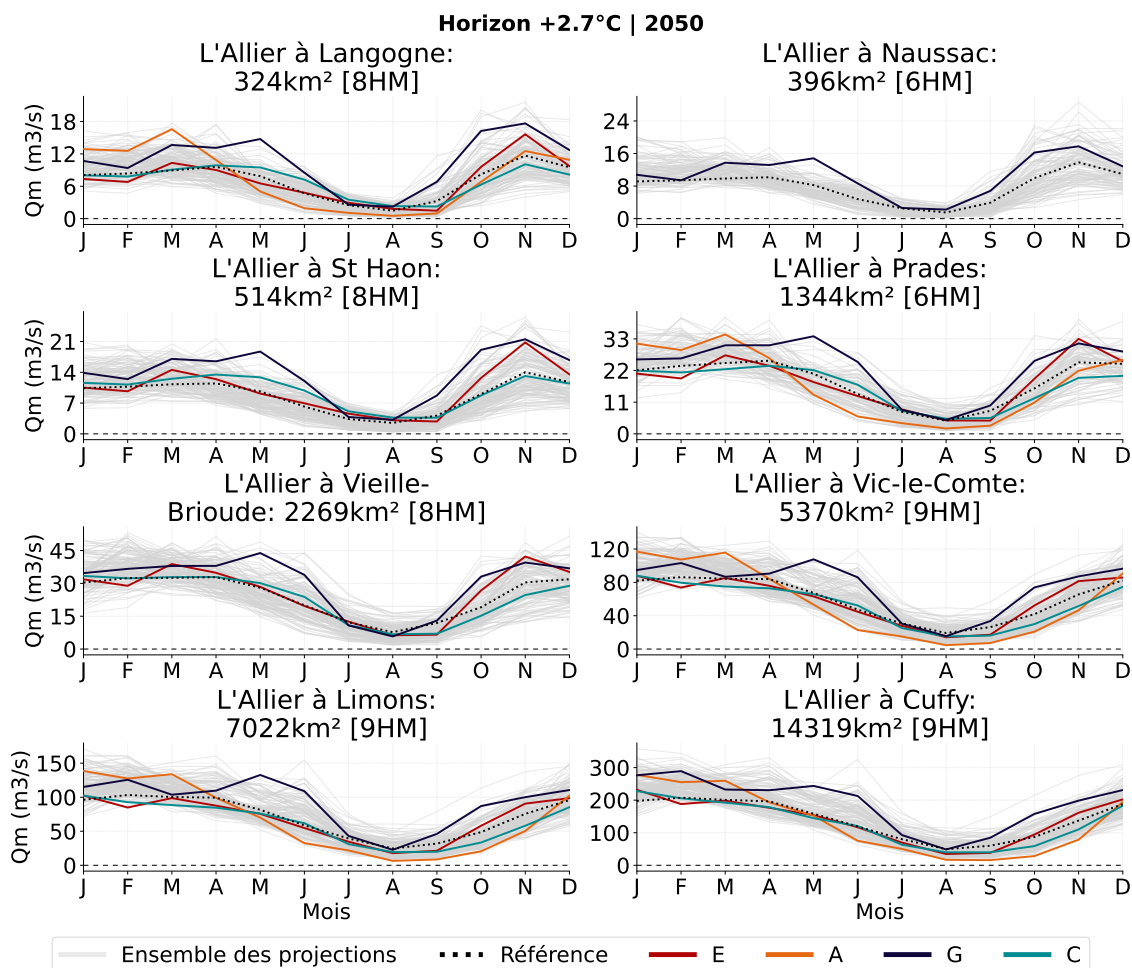 Horizon +2.7°C | 2050
L'Allier à Langogne:
324km² [8HM]
Qm (m3/s)
18
12
6
0
J F M A M J J A S O N D
L'Allier à Naussac:
396km² [6HM]
24
16
8
0
J F M A M J J A S O N D
L'Allier à St Haon:
514km² [8HM]
Qm (m3/s)
21
14
7
0
J F M A M J J A S O N D
L'Allier à Prades:
1344km² [6HM]
33
22
11
0
J F M A M J J A S O N D
L'Allier à Vieille-
Brioude: 2269km² [8HM]
Qm (m3/s)
45
30
15
0
J F M A M J J A S O N D
L'Allier à Vic-le-Comte:
5370km² [9HM]
120
80
40
0
J F M A M J J A S O N D
L'Allier à Limons:
7022km² [9HM]
Qm (m3/s)
150
100
50
0
J F M A M J J A S O N D
Mois
L'Allier à Cuffy:
14319km² [9HM]
300
200
100
0
J F M A M J J A S O N D
Mois
Ensemble des projections Référence E A G C